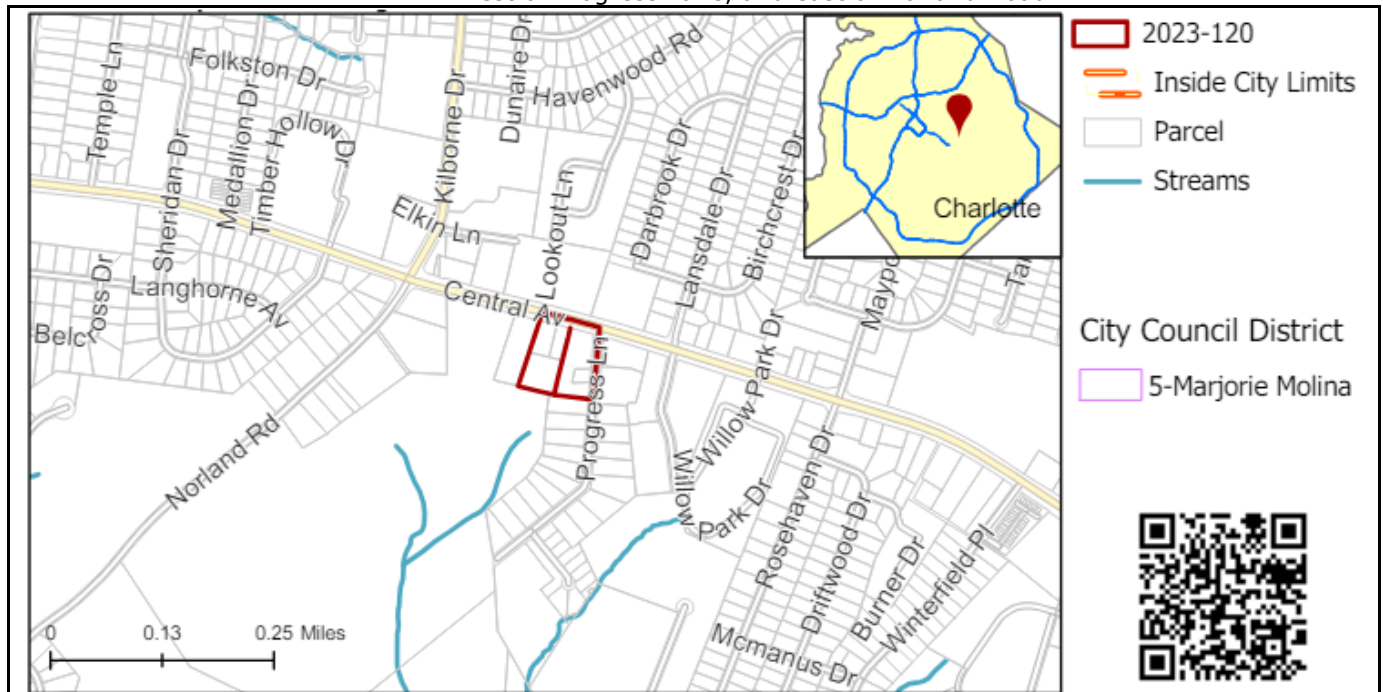 Folkston Dr
Temple Ln
Sheridan Dr
Medallion Dr
Timber Hollow Dr
Kilborne Dr
Dunaire Dr
Havenwood Rd
Elkin Ln
Lookout Ln
Darbrook Dr
Lansdale Dr
Birchcrest Dr
Langhorne Av
Central Av
Progress Ln
Norland Rd
Willow Park Dr
Willow Park Dr
Rosehaven Dr
Driftwood Dr
Burner Dr
Winterfield Pl
Mcmanus Dr
0 0.13 0.25 Miles
Charlotte
2023-120
Inside City Limits
Parcel
Streams
City Council District
5-Marjorie Molina